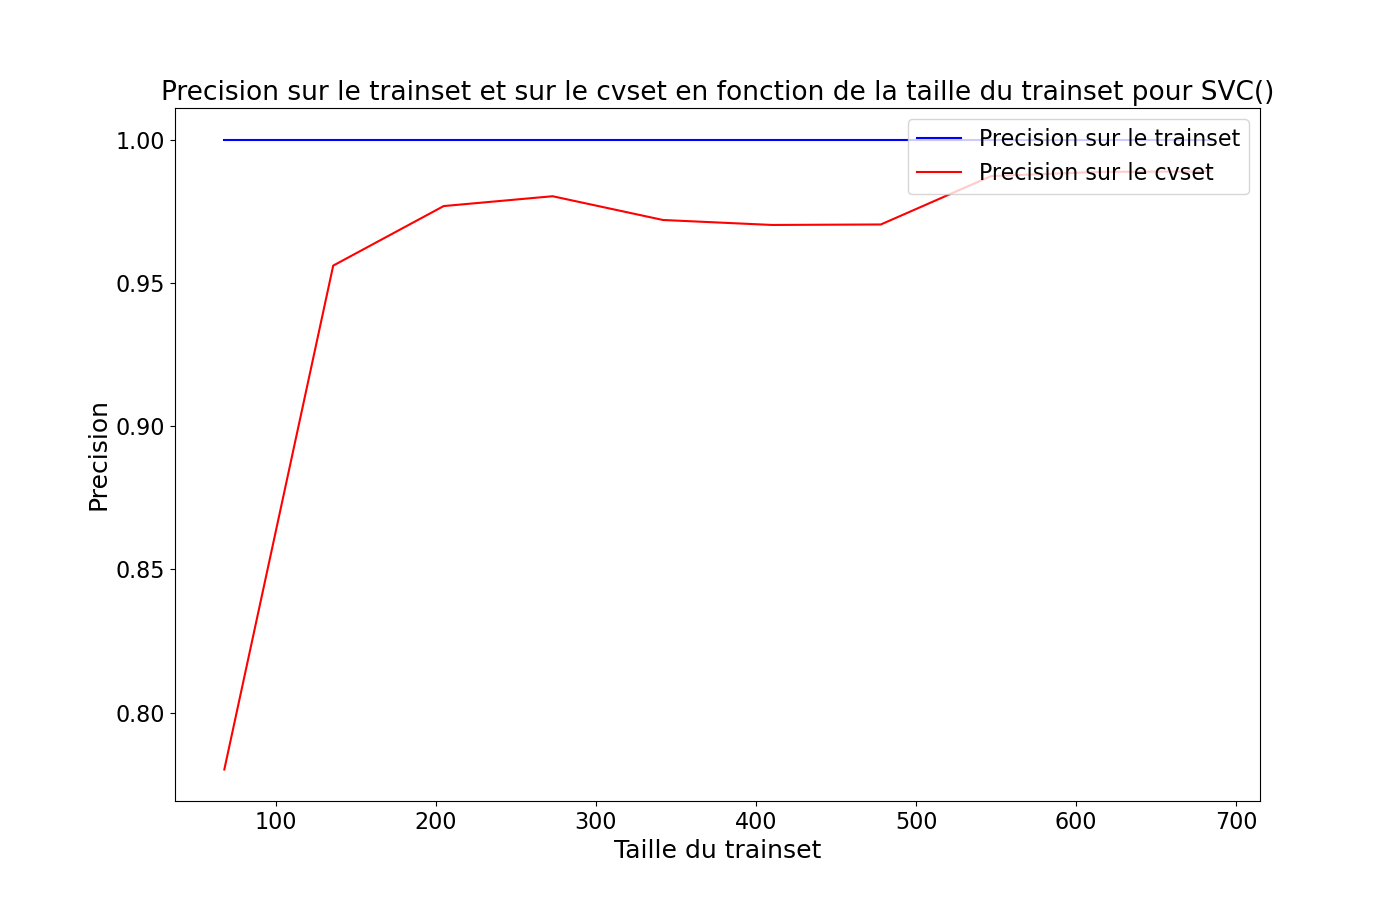 Precision sur le trainset et sur le cvset en fonction de la taille du trainset pour SVC()
Precision sur le trainset
Precision sur le cvset
1.00
0.95
0.90
0.85
0.80
Precision
100 200 300 400 500 600 700
Taille du trainset